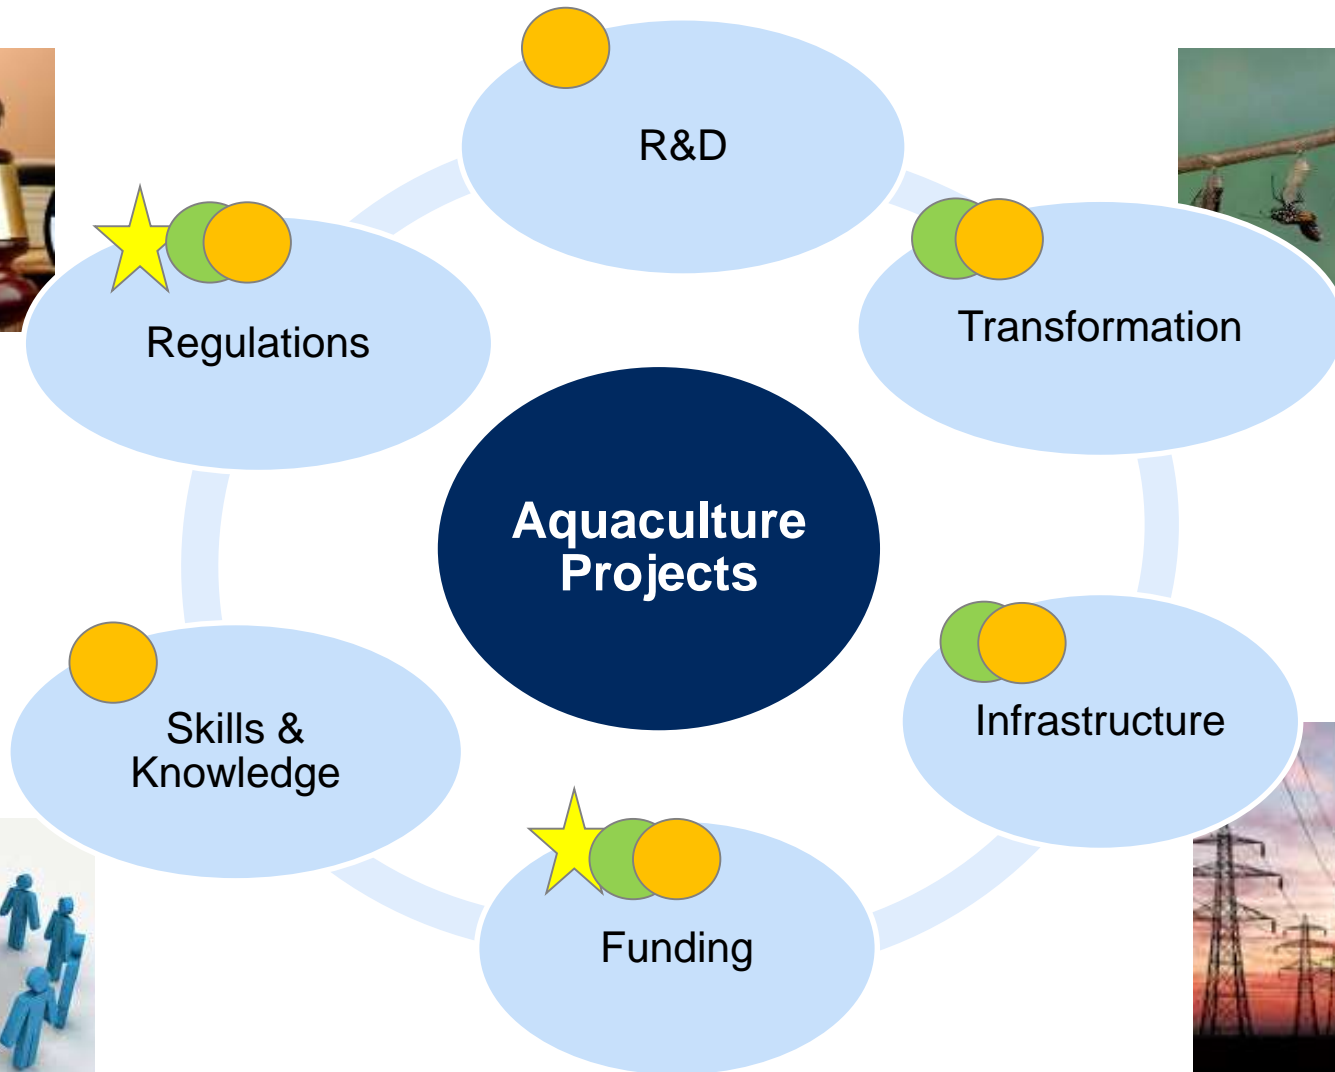 R&D
Transformation
Regulations
Aquaculture
Projects
Infrastructure
Skills &
Knowledge
Funding